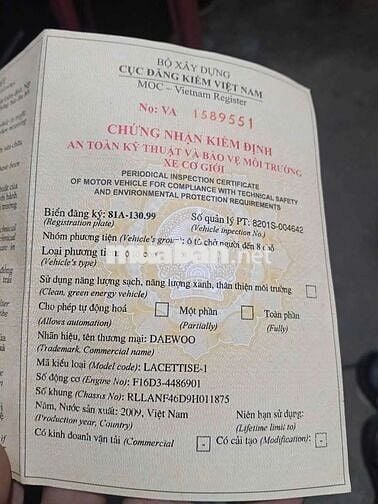 BỘ XÂY DỰNG
CỤC ĐĂNG KIỂM VIỆT NAM
MOC – Vietnam Register
No: VA 1589551
CHỨNG NHẬN KIỂM ĐỊNH
AN TOÀN KỸ THUẬT VÀ BẢO VỆ MÔI TRƯỜNG
XE CƠ GIỚI
PERIODICAL INSPECTION CERTIFICATE
OF MOTOR VEHICLE FOR COMPLIANCE WITH TECHNICAL SAFETY
AND ENVIRONMENTAL PROTECTION REQUIREMENTS
Biển đăng ký: 81A-130.99 Số quản lý PT: 8201S-004642
(Registration plate) (Vehicle inpection No.)
Nhóm phương tiện (Vehicle's group): ô tô chở người đến 8 chỗ
Loại phương tiện
(Vehicle's type)
Sử dụng năng lượng sạch, năng lượng xanh, thân thiện môi trường
(Clean, green energy vehicle)
Cho phép tự động hoá Một phần Toàn phần
(Allows automation) (Partially) (Fully)
Nhãn hiệu, tên thương mại: DAEWOO
(Trademark, Commercial name)
Mã kiểu loại (Model code): LACETTISE-1
Số động cơ (Engine No): F16D3-4486901
Số khung (Chassis No): RLLANF46D9H011875
Năm, Nước sản xuất: 2009, Việt Nam Niên hạn sử dụng:
(Production year, Country) (Lifetime limit to)
Có kinh doanh vận tải (Commercial - Có cải tạo (Modification): -